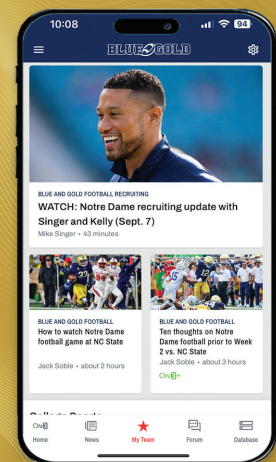 10:08
94
BLUE GOLD
BLUE AND GOLD FOOTBALL RECRUITING
WATCH: Notre Dame recruiting update with
Singer and Kelly (Sept. 7)
Mike Singer • 43 minutes
BLUE AND GOLD FOOTBALL
How to watch Notre Dame
football game at NC State
Jack Soble • about 2 hours
BLUE AND GOLD FOOTBALL
Ten thoughts on Notre
Dame football prior to Week
2 vs. NC State
Jack Soble • about 3 hours
ON3+
College Sports
ON3
Home
News
My Team
Forum
Database